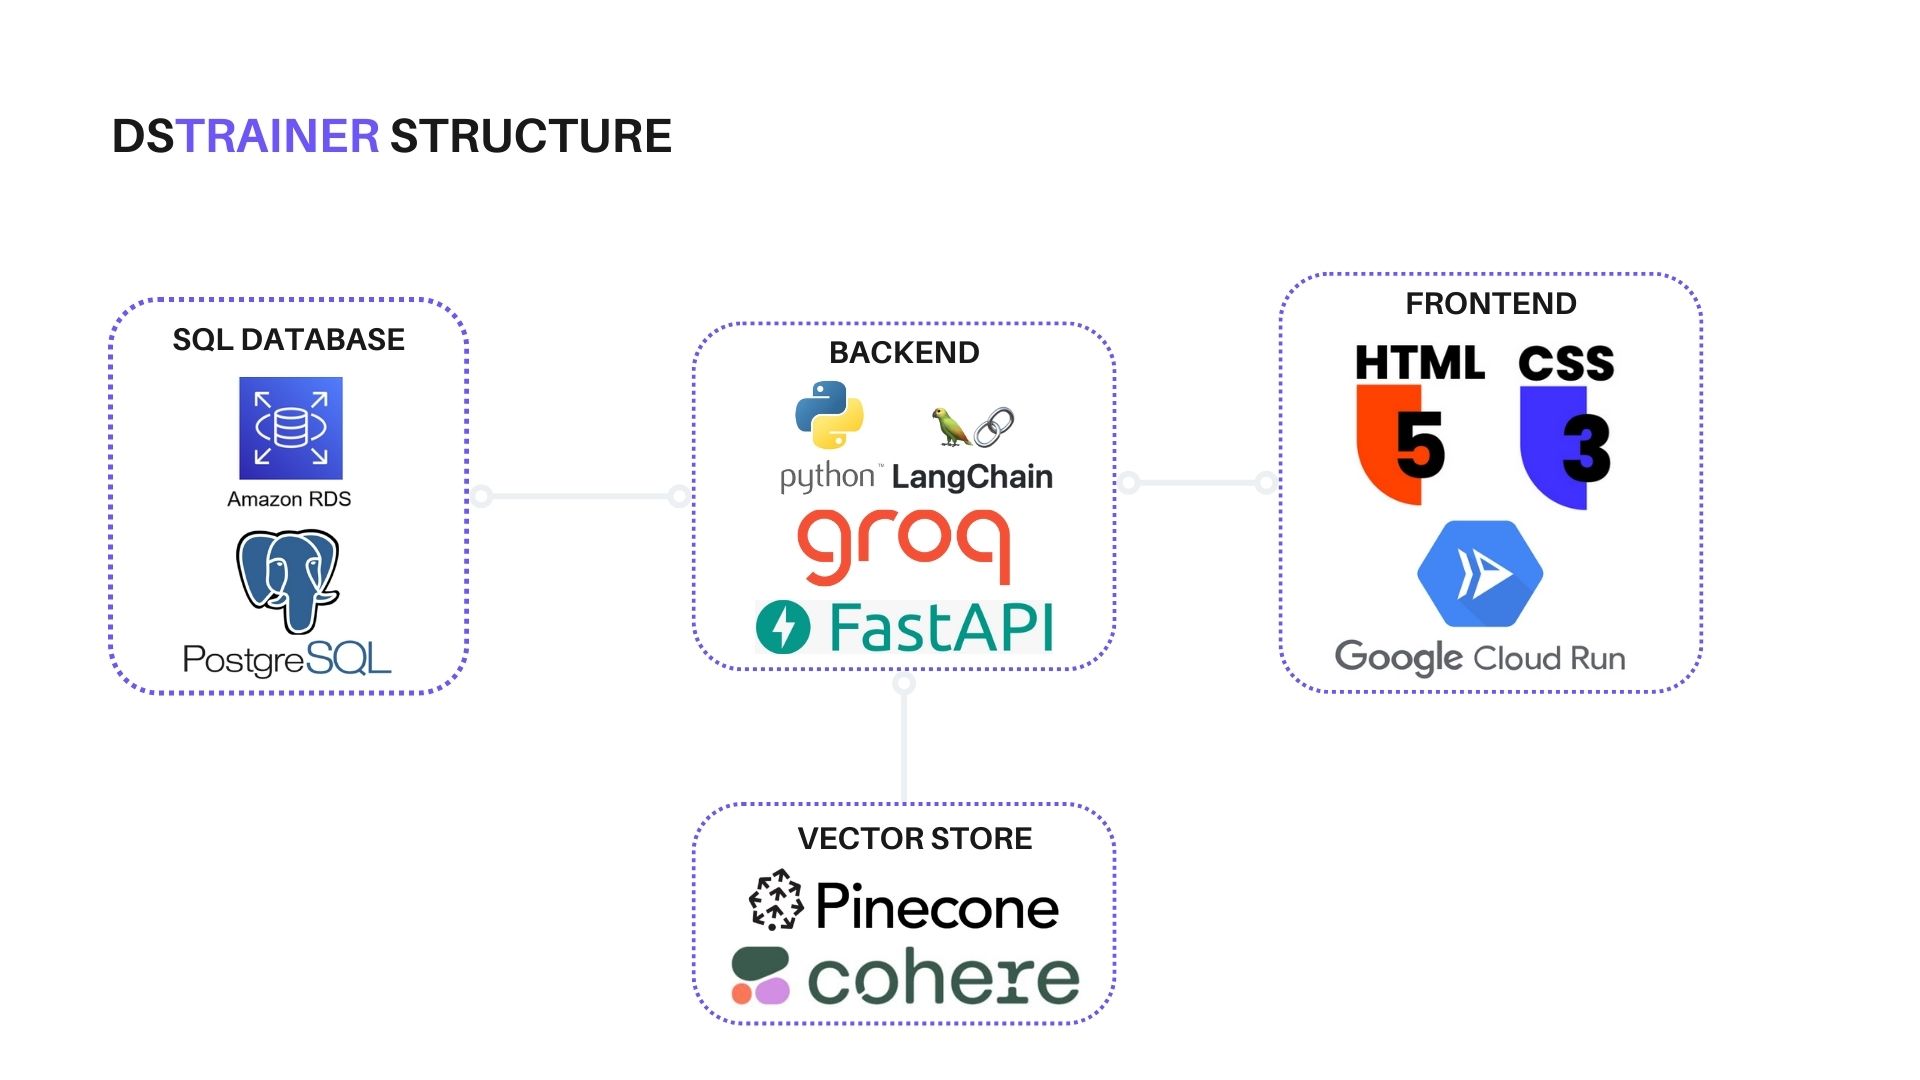 DSTRAINER STRUCTURE
SQL DATABASE
Amazon RDS
PostgreSQL
BACKEND
python™ LangChain
groq
FastAPI
FRONTEND
HTML CSS
5 3
Google Cloud Run
VECTOR STORE
Pinecone
cohere